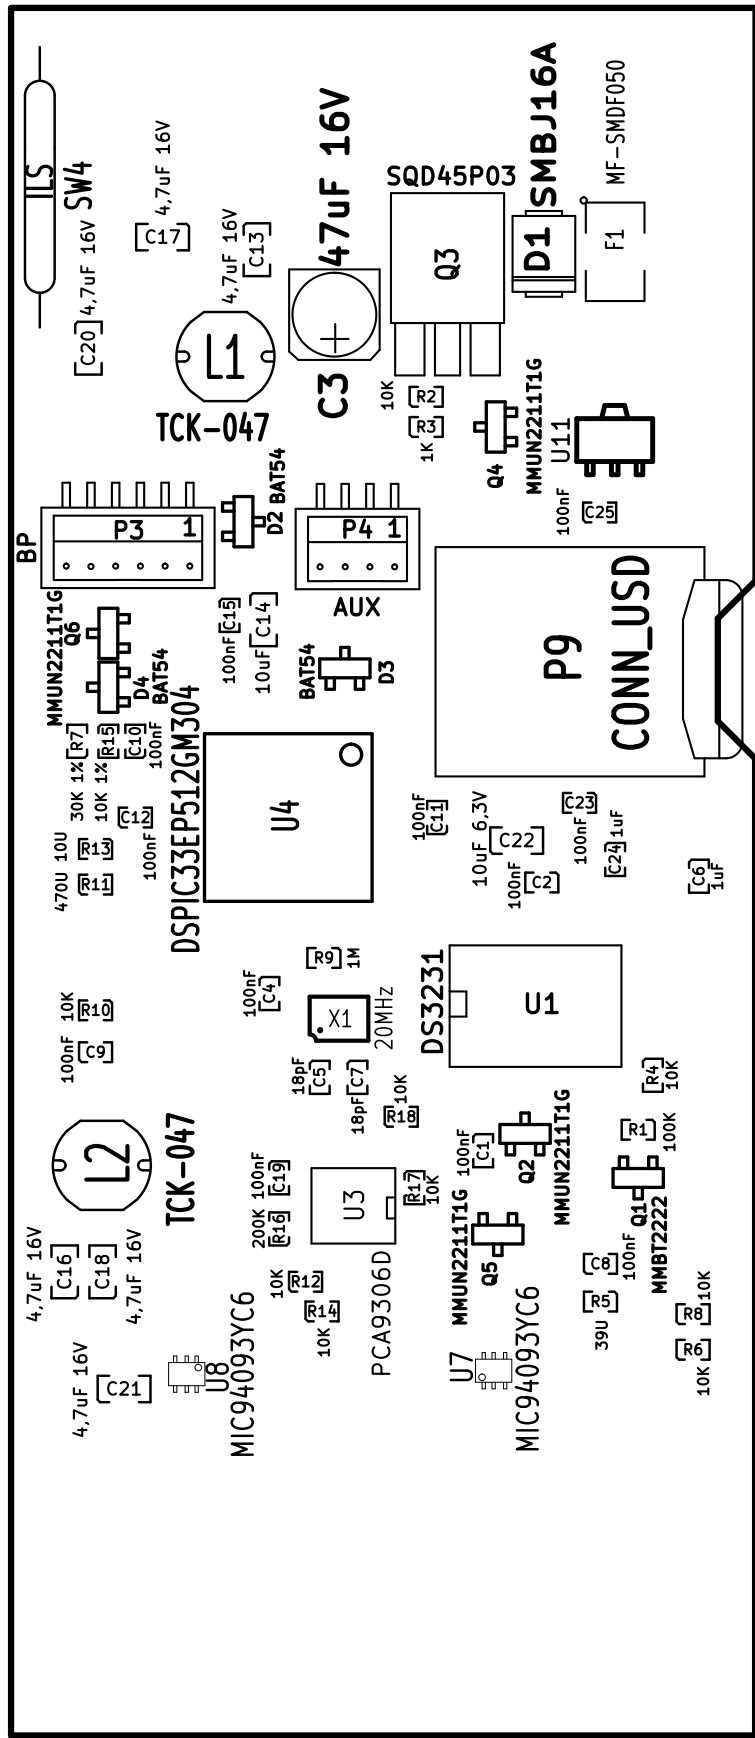 ILS
SW4
4,7uF 16V
C17
4,7uF 16V
C20
4,7uF 16V
C13
L1
TCK-047
47uF 16V
C3
SQD45P03
Q3
SMBJ16A
D1
MF-SMDF050
F1
10K
R2
R3
1K
Q4
MMUN2211T1G
U11
100nF
C25
BP
P3
1
D2
BAT54
P4
1
AUX
P9
CONN_USD
MMUN2211T1G
Q6
D4
BAT54
100nF
C15
10uF
C14
BAT54
D3
R7
30K 1%
R15
10K 1%
C10
100nF
C12
100nF
10U
R13
470U
R11
DSPIC33EP512GM304
U4
100nF
C11
10uF 6,3V
C22
100nF
C2
C23
100nF
C24
1uF
C6
1uF
R9
1M
100nF
C4
X1
20MHz
DS3231
U1
10K
R10
100nF
C9
18pF
C5
18pF
C7
10K
R18
R4
10K
R1
100K
L2
TCK-047
100nF
C19
200K
R16
U3
PCA9306D
R17
10K
100nF
C1
Q2
MMUN2211T1G
Q1
MMBT2222
MMUN2211T1G
Q5
4,7uF 16V
C16
C18
4,7uF 16V
10K
R12
R14
10K
C8
100nF
R5
39U
R8
10K
R6
10K
4,7uF 16V
C21
U8
MIC94093YC6
U7
MIC94093YC6